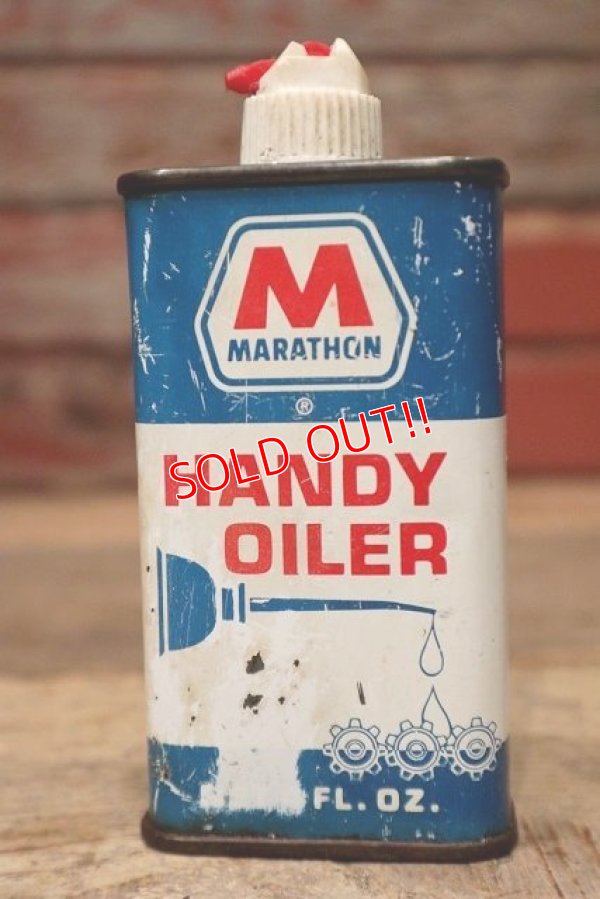 M
MARATHON
®
SOLD OUT!!
HANDY
OILER
FL. OZ.